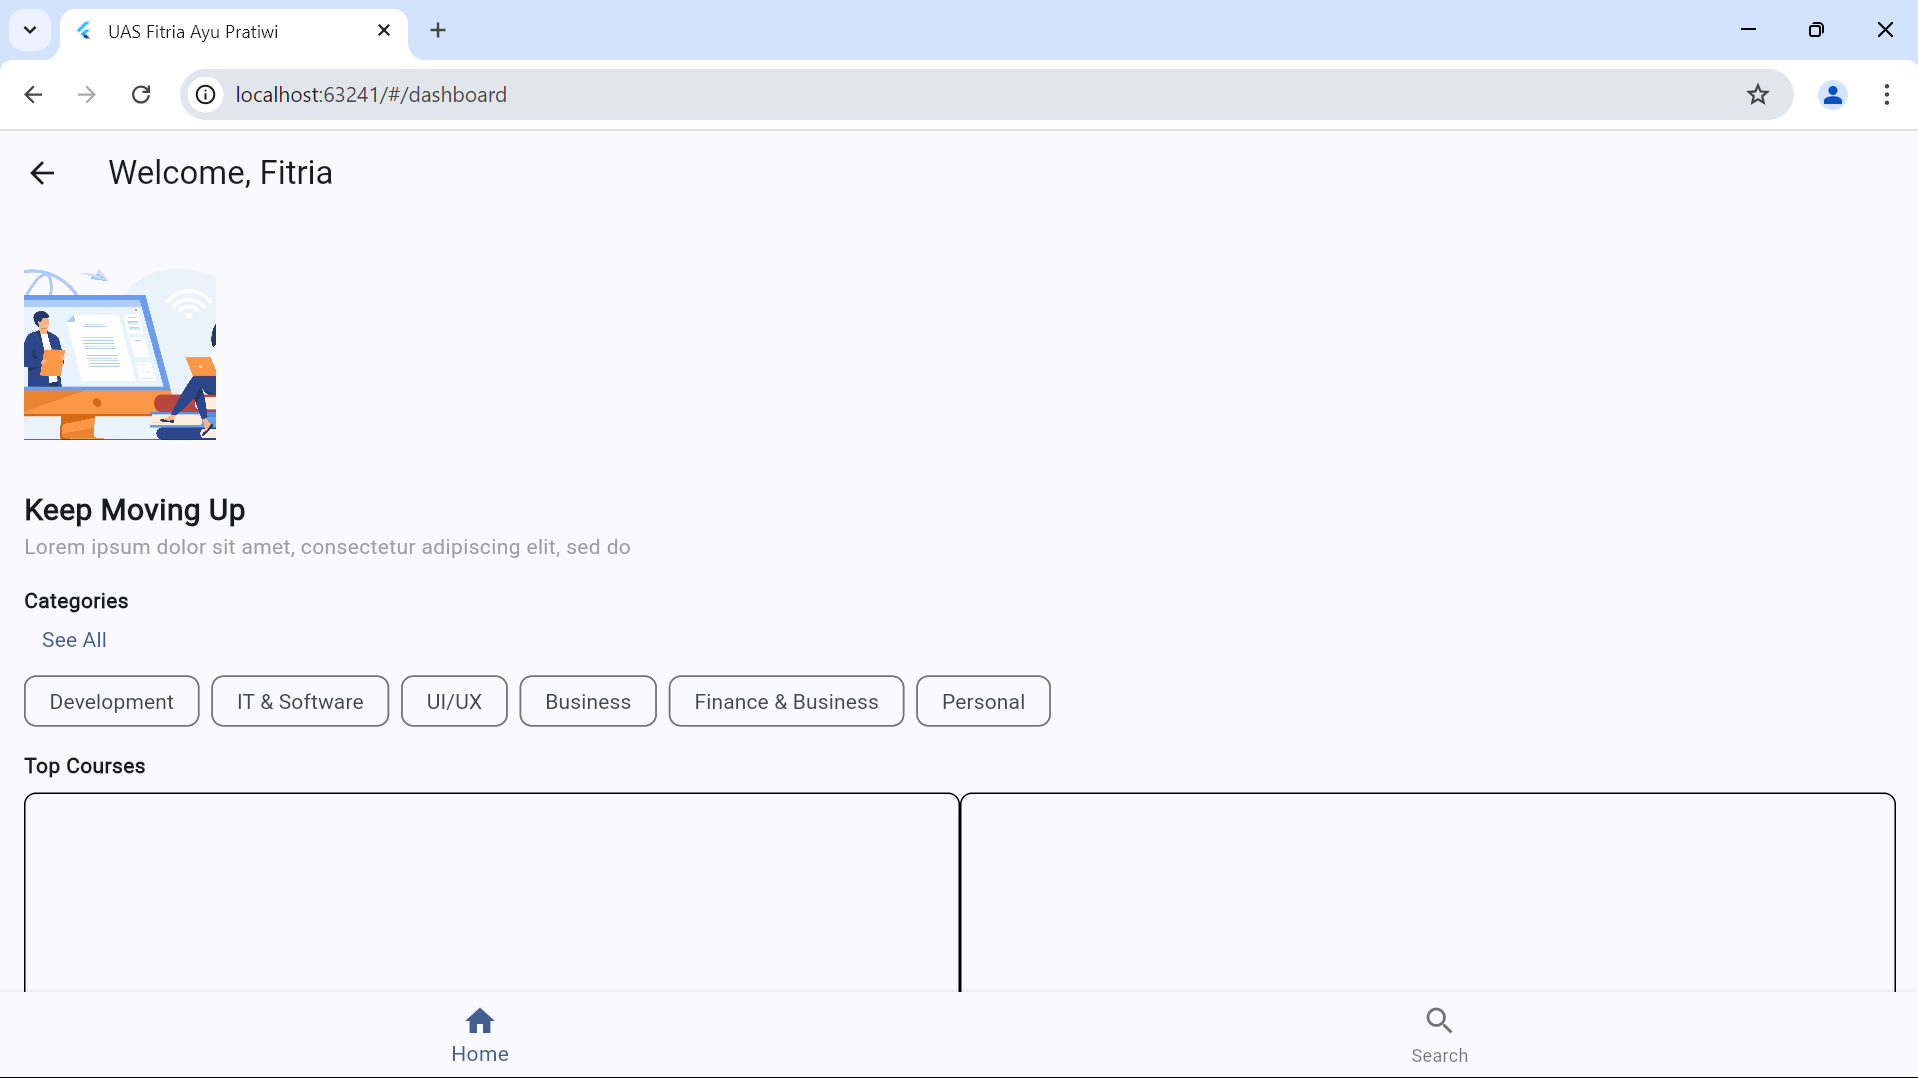 UAS Fitria Ayu Pratiwi
localhost:63241/#/dashboard
Welcome, Fitria
Keep Moving Up
Lorem ipsum dolor sit amet, consectetur adipiscing elit, sed do
Categories
See All
Development IT & Software UI/UX Business Finance & Business Personal
Top Courses
Home Search